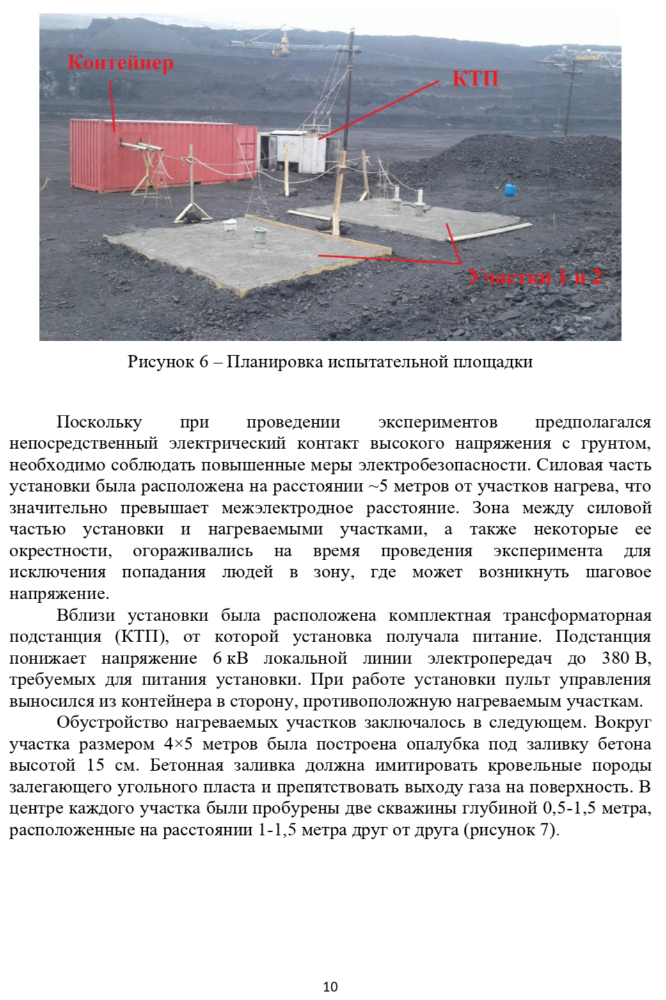 Контейнер
КТП
Участки 1 и 2
Рисунок 6 – Планировка испытательной площадки
Поскольку при проведении экспериментов предполагался
непосредственный электрический контакт высокого напряжения с грунтом,
необходимо соблюдать повышенные меры электробезопасности. Силовая часть
установки была расположена на расстоянии ~5 метров от участков нагрева, что
значительно превышает межэлектродное расстояние. Зона между силовой
частью установки и нагреваемыми участками, а также некоторые ее
окрестности, огораживались на время проведения эксперимента для
исключения попадания людей в зону, где может возникнуть шаговое
напряжение.
Вблизи установки была расположена комплектная трансформаторная
подстанция (КТП), от которой установка получала питание. Подстанция
понижает напряжение 6 кВ локальной линии электропередач до 380 В,
требуемых для питания установки. При работе установки пульт управления
выносился из контейнера в сторону, противоположную нагреваемым участкам.
Обустройство нагреваемых участков заключалось в следующем. Вокруг
участка размером 4×5 метров была построена опалубка под заливку бетона
высотой 15 см. Бетонная заливка должна имитировать кровельные породы
залегающего угольного пласта и препятствовать выходу газа на поверхность. В
центре каждого участка были пробурены две скважины глубиной 0,5-1,5 метра,
расположенные на расстоянии 1-1,5 метра друг от друга (рисунок 7).
10